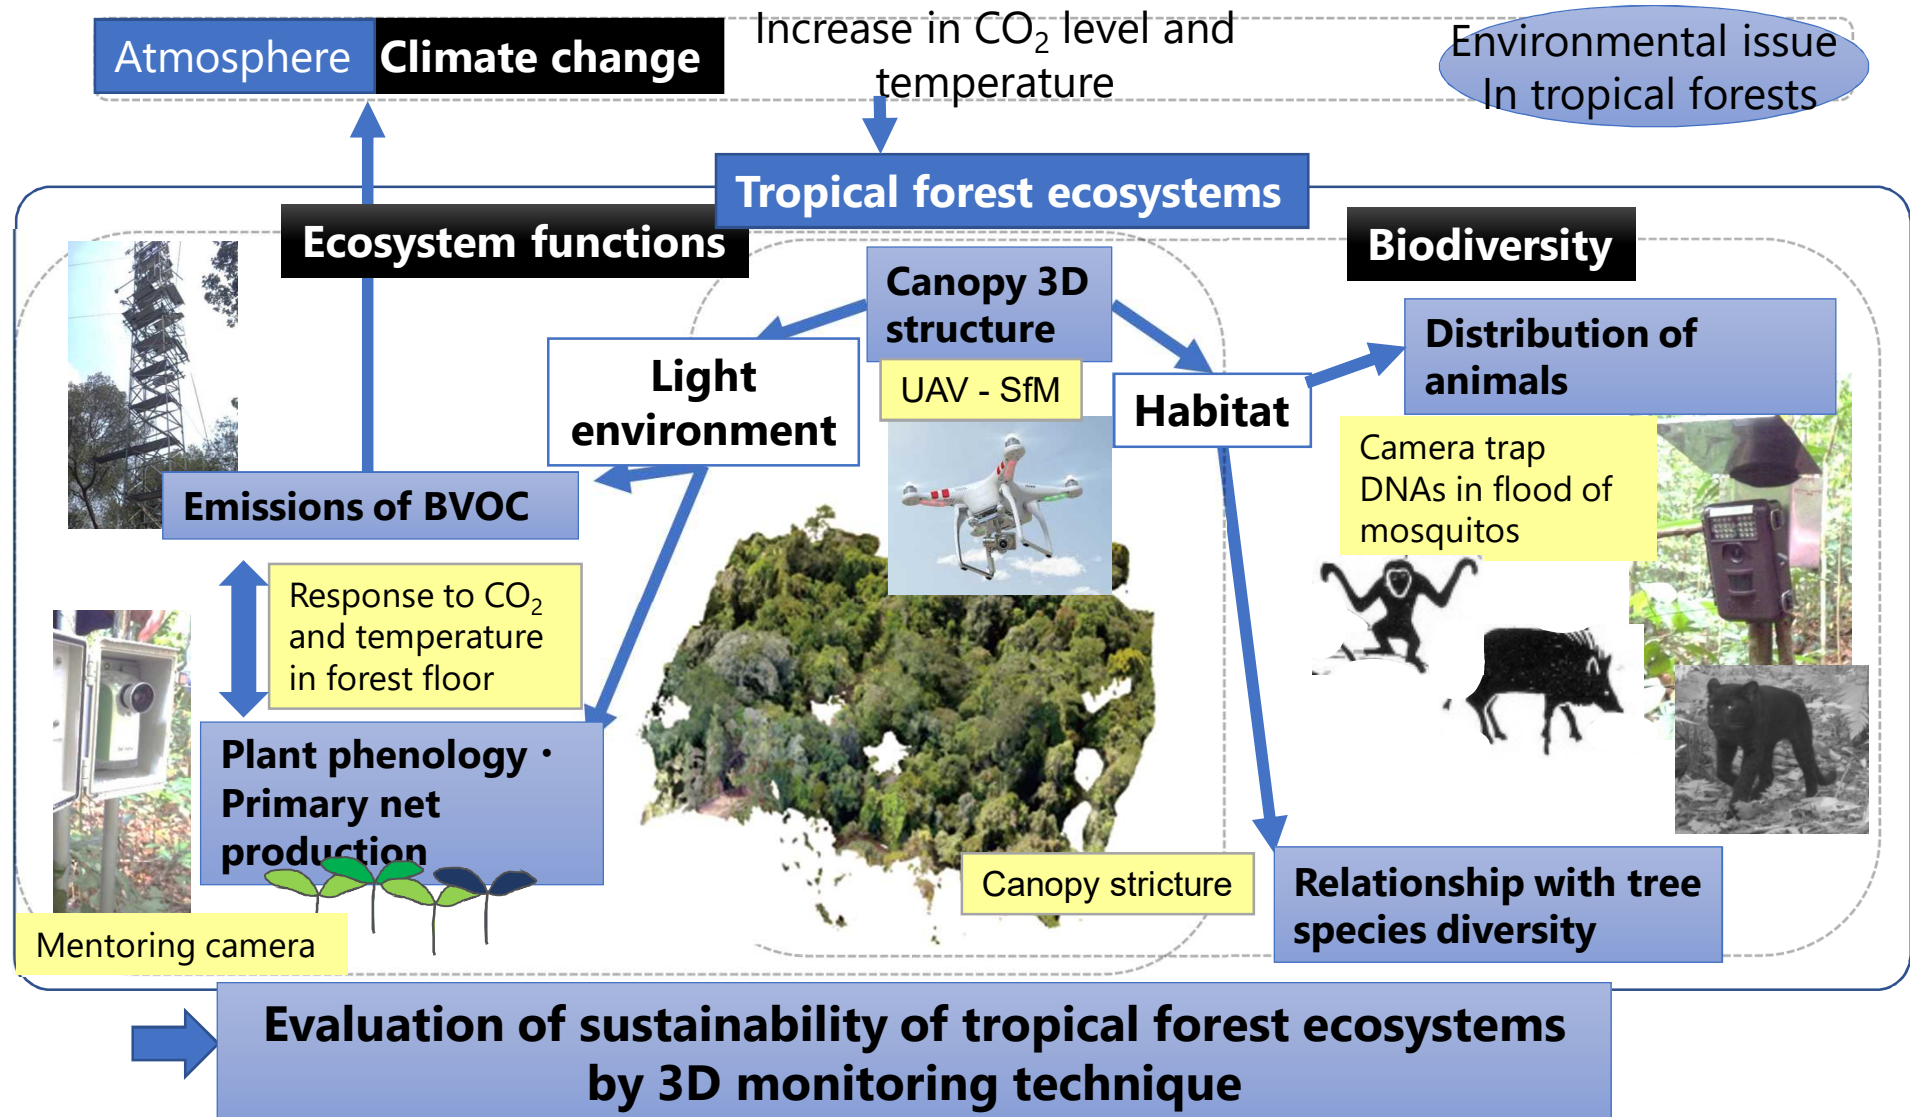 Atmosphere
Climate change
Increase in CO₂ level and
temperature
Environmental issue
In tropical forests
Tropical forest ecosystems
Ecosystem functions
Biodiversity
Canopy 3D
structure
UAV - SfM
Light
environment
Habitat
Distribution of
animals
Camera trap
DNAs in flood of
mosquitos
Emissions of BVOC
Response to CO₂
and temperature
in forest floor
Plant phenology・
Primary net
production
Mentoring camera
Canopy stricture
Relationship with tree
species diversity
Evaluation of sustainability of tropical forest ecosystems
by 3D monitoring technique